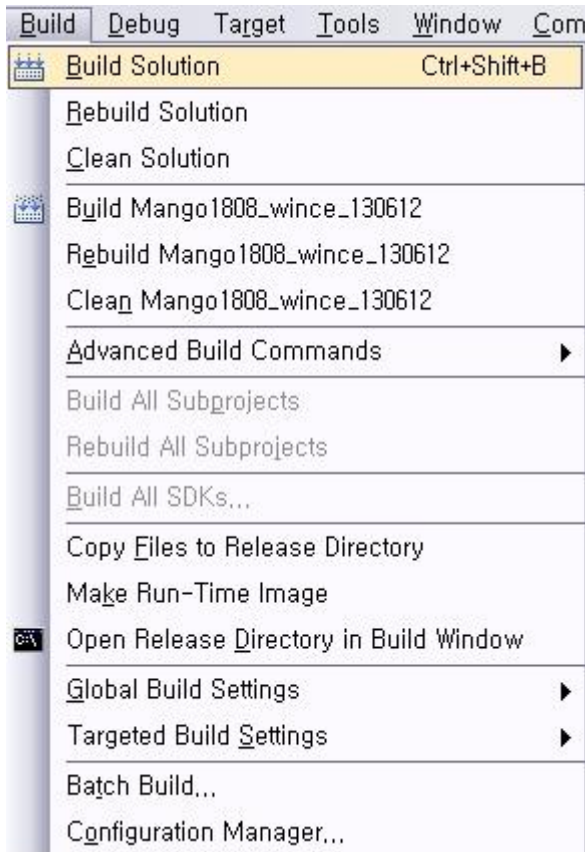 Build Debug Target Tools Window Com
Build Solution Ctrl+Shift+B
Rebuild Solution
Clean Solution
Build Mango1808_wince_130612
Rebuild Mango1808_wince_130612
Clean Mango1808_wince_130612
Advanced Build Commands
Build All Subprojects
Rebuild All Subprojects
Build All SDKs...
Copy Files to Release Directory
Make Run-Time Image
C:\
Open Release Directory in Build Window
Global Build Settings
Targeted Build Settings
Batch Build...
Configuration Manager...